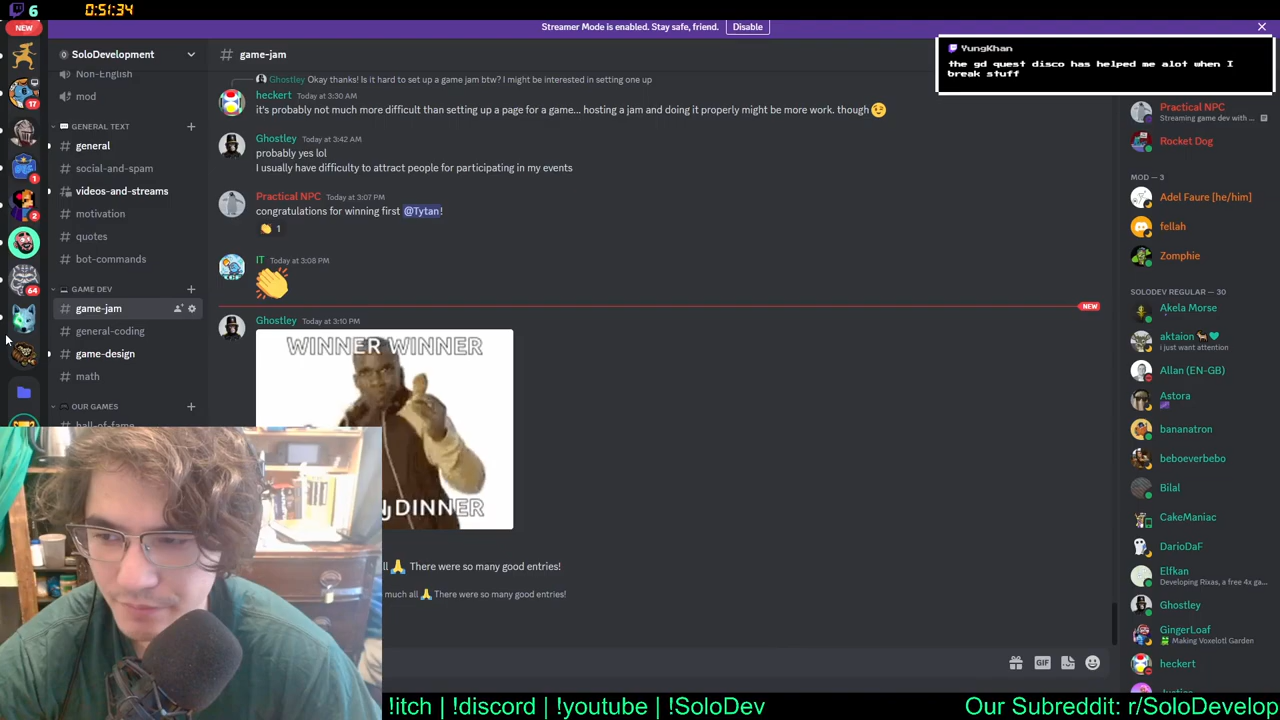 6 0:51:34
NEW
Streamer Mode is enabled. Stay safe, friend. Disable
SoloDevelopment
# game-jam
YungKhan
the gd quest disco has helped me alot when I
break stuff
Non-English
mod
GENERAL TEXT
general
social-and-spam
videos-and-streams
motivation
quotes
bot-commands
GAME DEV
game-jam
general-coding
game-design
math
OUR GAMES
17
1
2
64
Ghostley Okay thanks! Is it hard to set up a game jam btw? I might be interested in setting one up
heckert Today at 3:30 AM
it's probably not much more difficult than setting up a page for a game... hosting a jam and doing it properly might be more work. though
Ghostley Today at 3:42 AM
probably yes lol
I usually have difficulty to attract people for participating in my events
Practical NPC Today at 3:07 PM
congratulations for winning first @Tytan!
1
IT Today at 3:08 PM
NEW
Ghostley Today at 3:10 PM
WINNER WINNER
DINNER
There were so many good entries!
much all There were so many good entries!
GIF
Practical NPC
Streaming game dev with ...
Rocket Dog
MOD — 3
Adel Faure [he/him]
fellah
Zomphie
SOLODEV REGULAR — 30
Akela Morse
aktaion
i just want attention
Allan (EN-GB)
Astora
bananatron
beboeverbebo
Bilal
CakeManiac
DarioDaF
Elfkan
Developing Rixas, a free 4x ga...
Ghostley
GingerLoaf
Making Voxelotl Garden
heckert
!itch | !discord | !youtube | !SoloDev
Our Subreddit: r/SoloDevelop